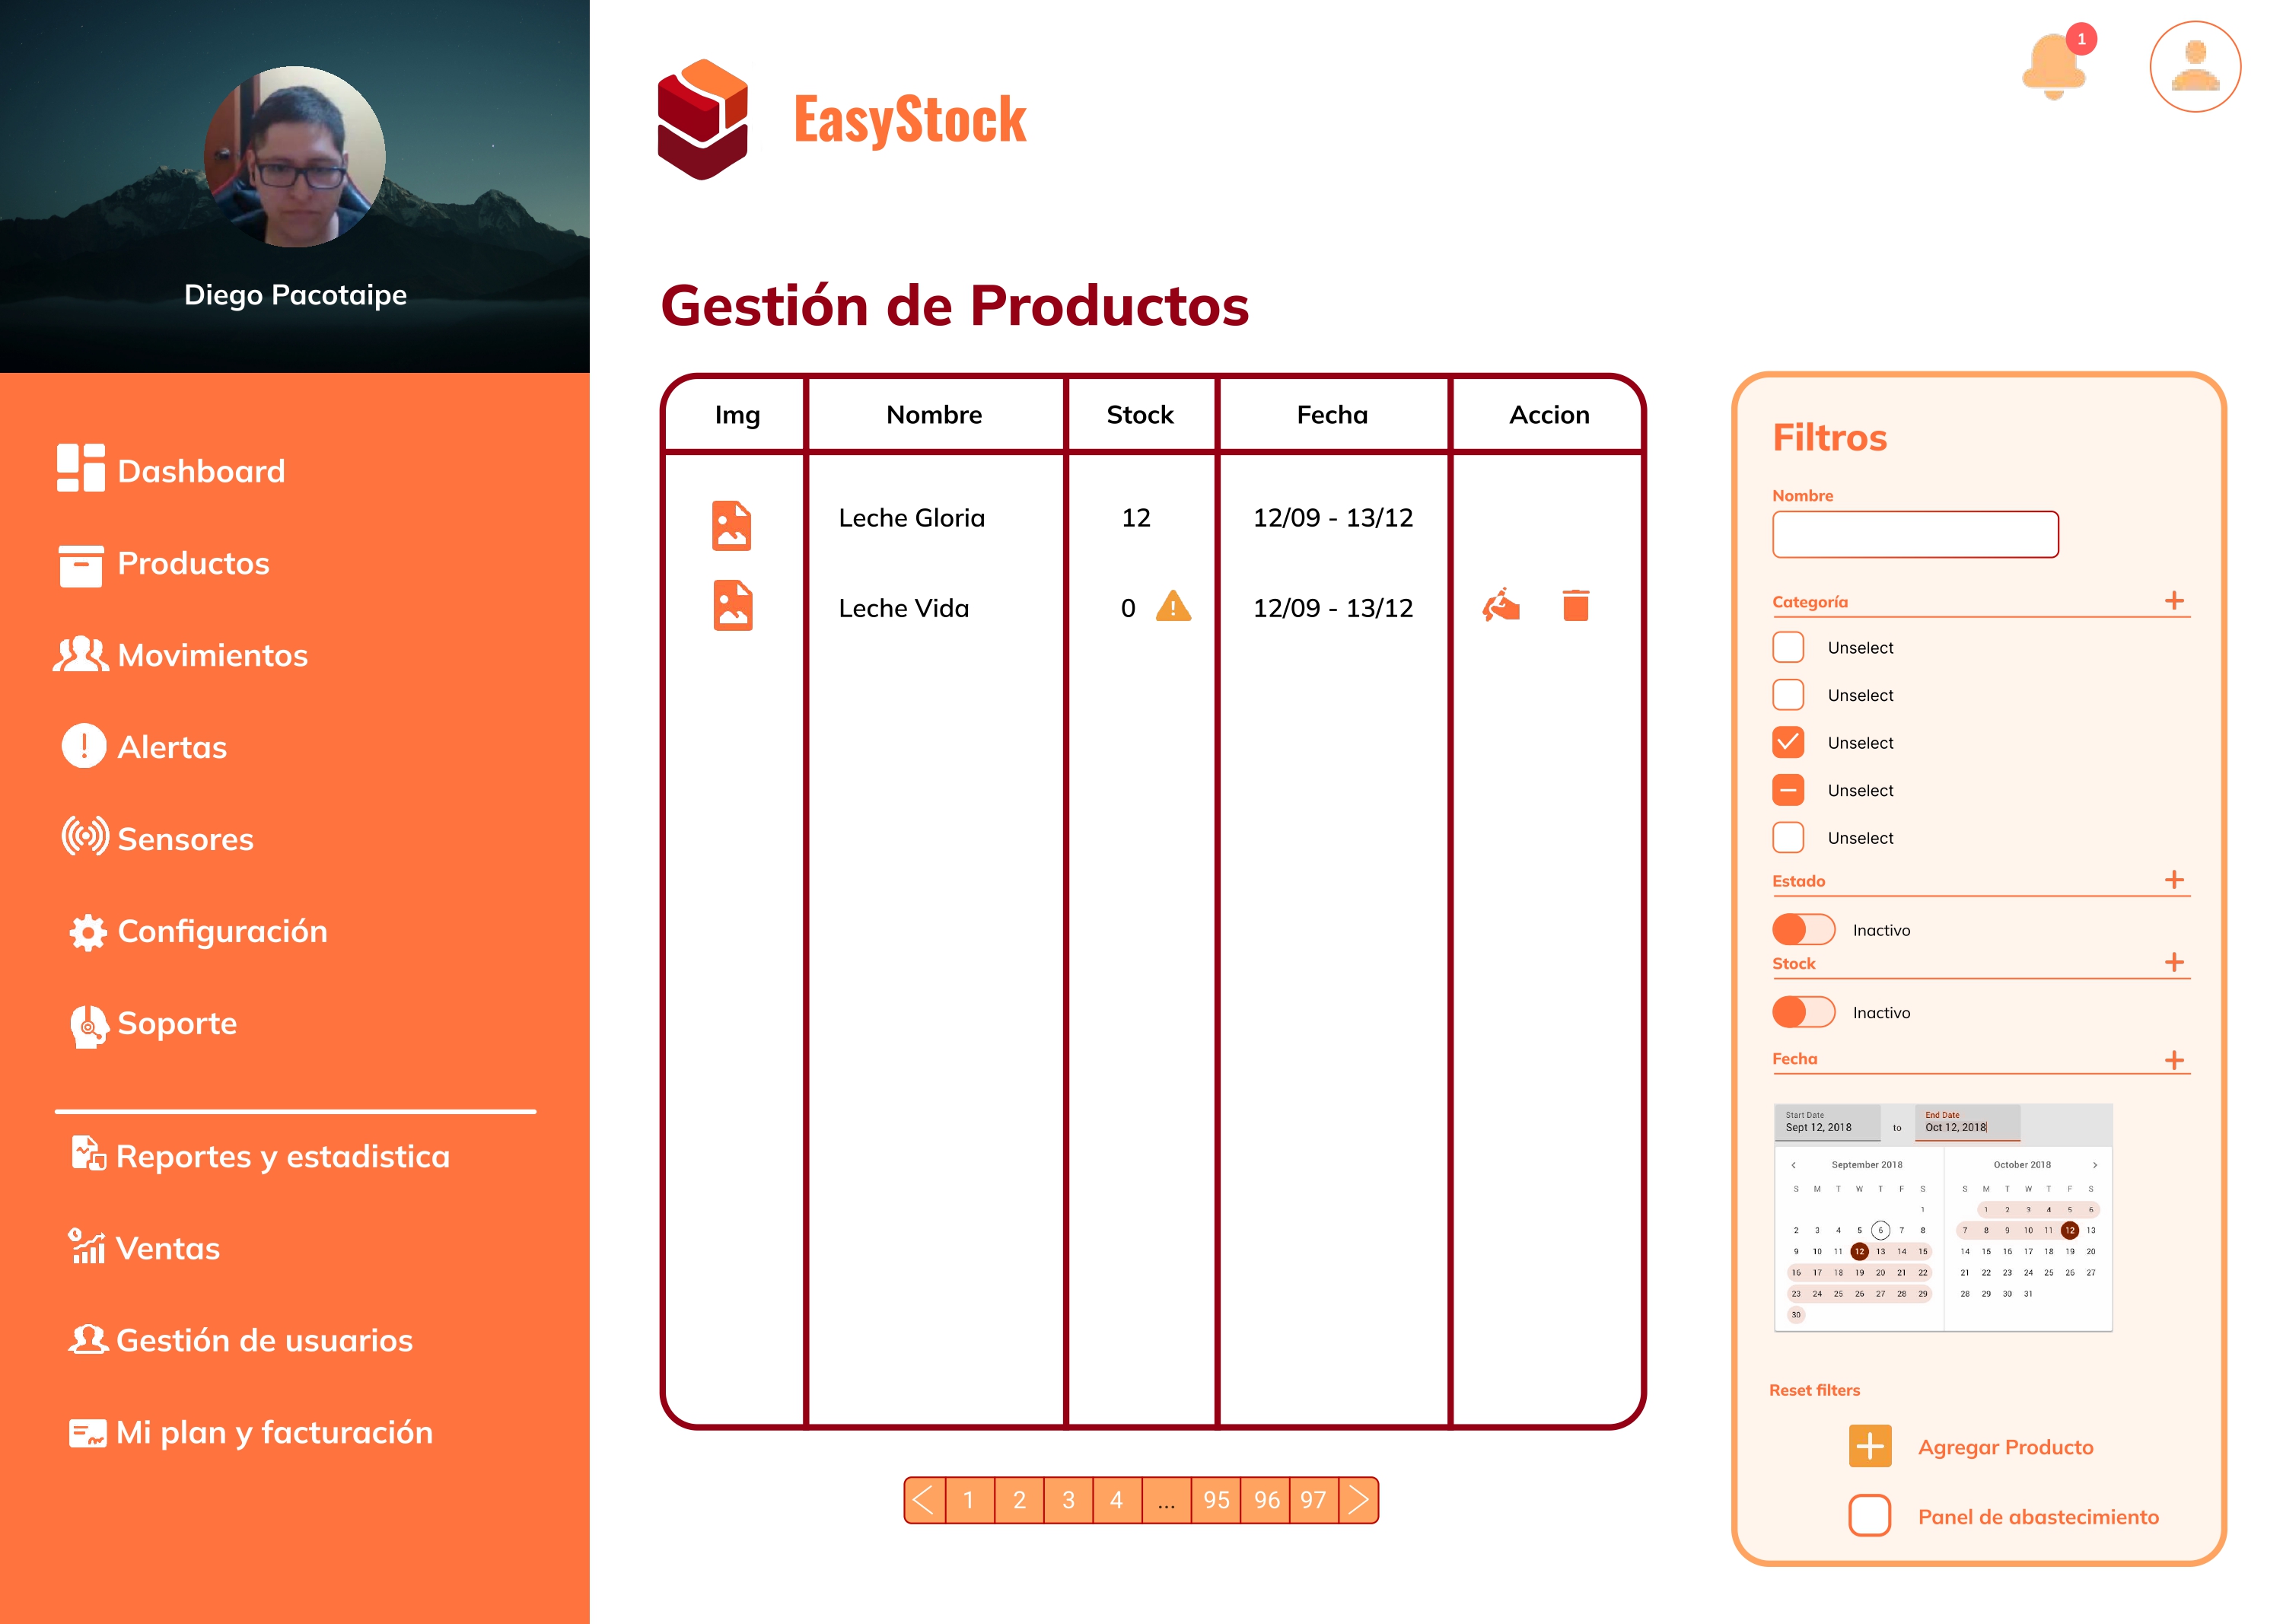 Diego Pacotaipe
Dashboard
Productos
Movimientos
Alertas
Sensores
Configuración
Soporte
Reportes y estadistica
Ventas
Gestión de usuarios
Mi plan y facturación
EasyStock
1
Gestión de Productos
Img Nombre Stock Fecha Accion
Leche Gloria 12 12/09 - 13/12
Leche Vida 0 12/09 - 13/12
1 2 3 4 ... 95 96 97
Filtros
Nombre
Categoría
Unselect
Unselect
Unselect
Unselect
Unselect
Estado
Inactivo
Stock
Inactivo
Fecha
Start Date
Sept 12, 2018
to
End Date
Oct 12, 2018
September 2018
S M T W T F S
1
2 3 4 5 6 7 8
9 10 11 12 13 14 15
16 17 18 19 20 21 22
23 24 25 26 27 28 29
30
October 2018
S M T W T F S
1 2 3 4 5 6
7 8 9 10 11 12 13
14 15 16 17 18 19 20
21 22 23 24 25 26 27
28 29 30 31
Reset filters
Agregar Producto
Panel de abastecimiento